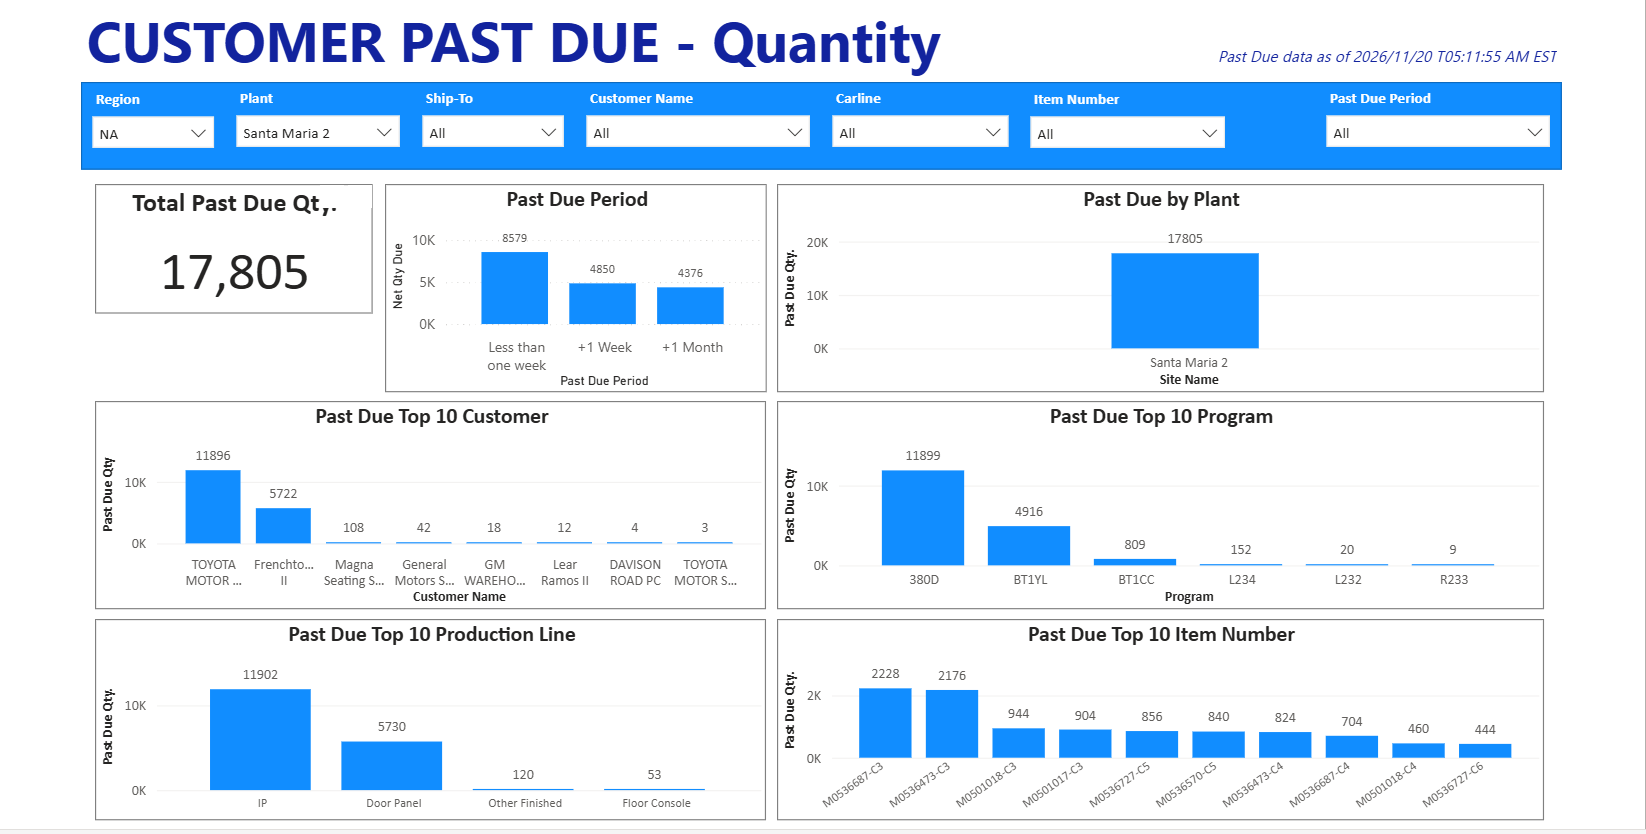 CUSTOMER PAST DUE - Quantity
Past Due data as of 2026/11/20 T05:11:55 AM EST
Region
Plant
Ship-To
Customer Name
Carline
Item Number
Past Due Period
NA
Santa Maria 2
All
All
All
All
All
Total Past Due Qt,.
17,805
Past Due Period
Net Qty Due
10K
5K
0K
8579
4850
4376
Less than
one week
+1 Week
+1 Month
Past Due Period
Past Due by Plant
Past Due Qty.
20K
10K
0K
17805
Santa Maria 2
Site Name
Past Due Top 10 Customer
Past Due Qty
10K
0K
11896
5722
108
42
18
12
4
3
TOYOTA
MOTOR ...
Frenchto...
II
Magna
Seating S...
General
Motors S...
GM
WAREHO...
Lear
Ramos II
DAVISON
ROAD PC
TOYOTA
MOTOR S...
Customer Name
Past Due Top 10 Program
Past Due Qty
10K
0K
11899
4916
809
152
20
9
380D
BT1YL
BT1CC
L234
L232
R233
Program
Past Due Top 10 Production Line
Past Due Qty.
10K
0K
11902
5730
120
53
IP
Door Panel
Other Finished
Floor Console
Past Due Top 10 Item Number
Past Due Qty.
2K
0K
2228
2176
944
904
856
840
824
704
460
444
M0536687-C3
M0536473-C3
M0501018-C3
M0501017-C3
M0536727-C5
M0536570-C5
M0536473-C4
M0536687-C4
M0501018-C4
M0536727-C6